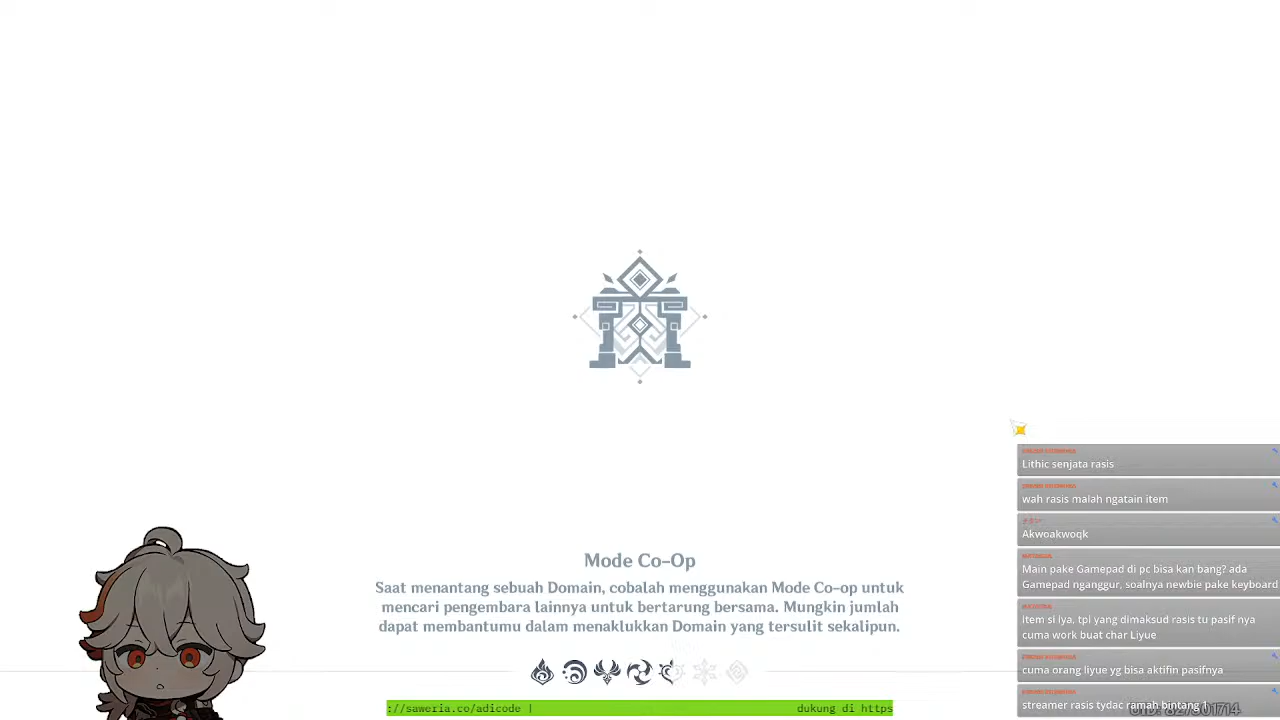 Mode Co-Op
Saat menantang sebuah Domain, cobalah menggunakan Mode Co-op untuk
mencari pengembara lainnya untuk bertarung bersama. Mungkin jumlah
dapat membantumu dalam menaklukkan Domain yang tersulit sekalipun.
://saweria.co/adicode | dukung di https
Lithic senjata rasis
wah rasis malah ngatain item
Akwoakwoqk
Main pake Gamepad di pc bisa kan bang? ada
Gamepad nganggur, soalnya newbie pake keyboard
item si iya, tpi yang dimaksud rasis tu pasif nya
cuma work buat char Liyue
cuma orang liyue yg bisa aktifin pasifnya
streamer rasis tydac ramah bintang 1